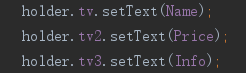 holder.tv.setText(Name);
holder.tv2.setText(Price);
holder.tv3.setText(Info);